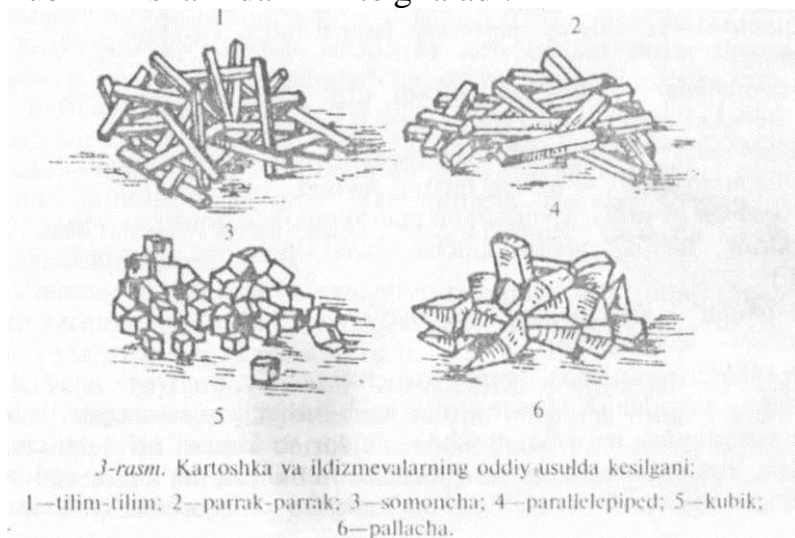 1
2
3
4
5
6
3-rasm. Kartoshka va ildizmevalarning oddiy usulda kesilgani:
1—tilim-tilim; 2—parrak-parrak; 3—somoncha; 4—parallelepiped; 5—kubik;
6—pallacha.